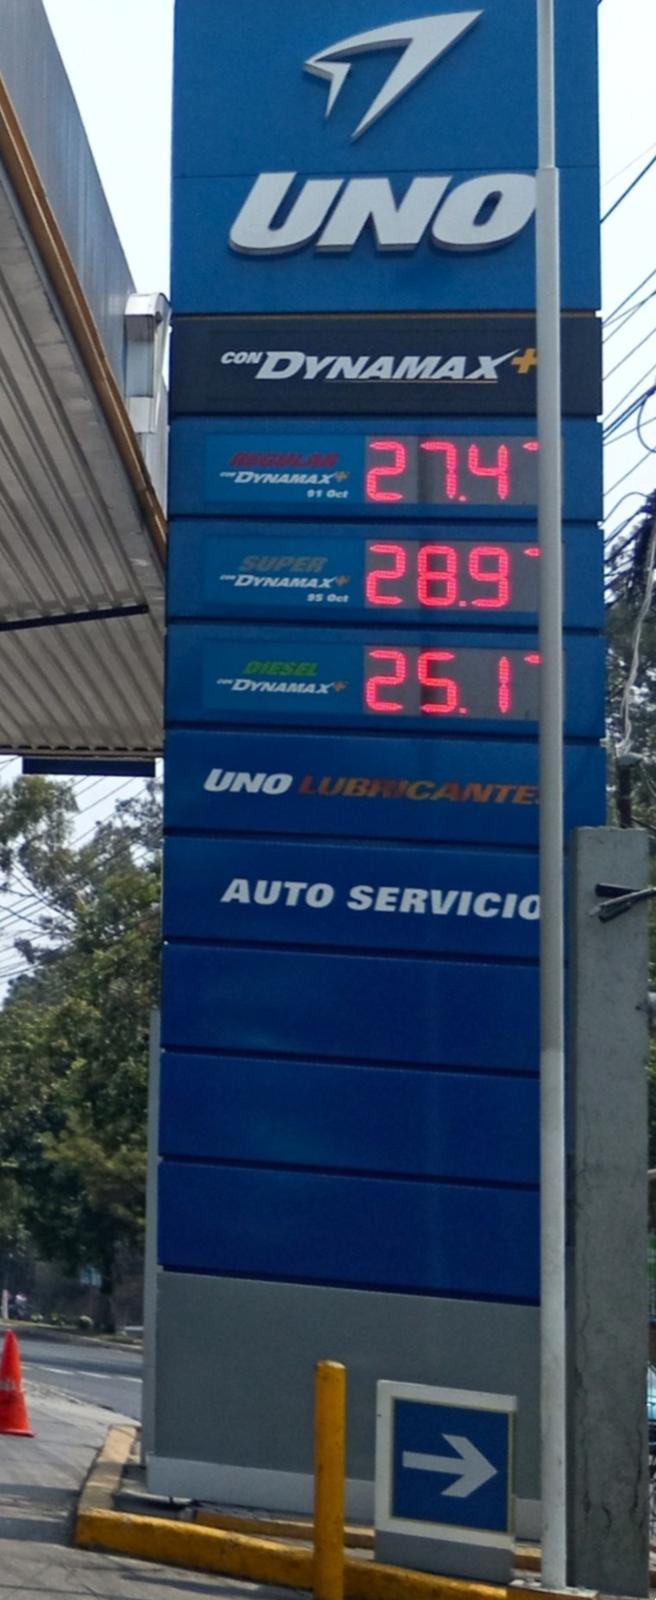 UNO
CON DYNAMAX+
REGULAR 27.4
CON DYNAMAX+
91 Oct
SUPER 28.9
CON DYNAMAX+
95 Oct
DIESEL 25.1
CON DYNAMAX+
UNO LUBRICANTE
AUTO SERVICIO